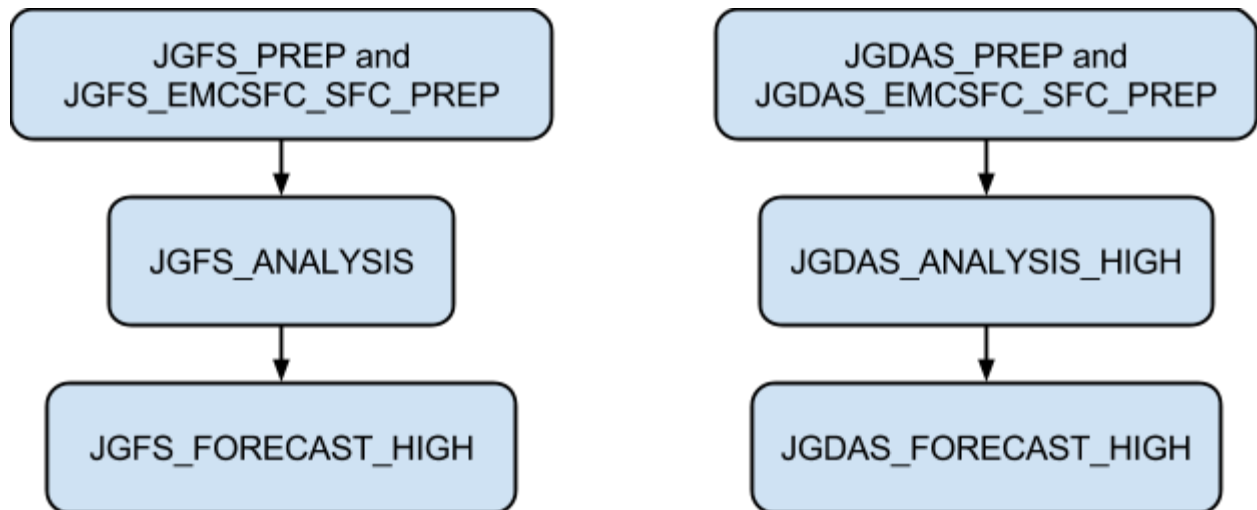 JGFS_PREP and
JGFS_EMCSFC_SFC_PREP
JGFS_ANALYSIS
JGFS_FORECAST_HIGH
JGDAS_PREP and
JGDAS_EMCSFC_SFC_PREP
JGDAS_ANALYSIS_HIGH
JGDAS_FORECAST_HIGH